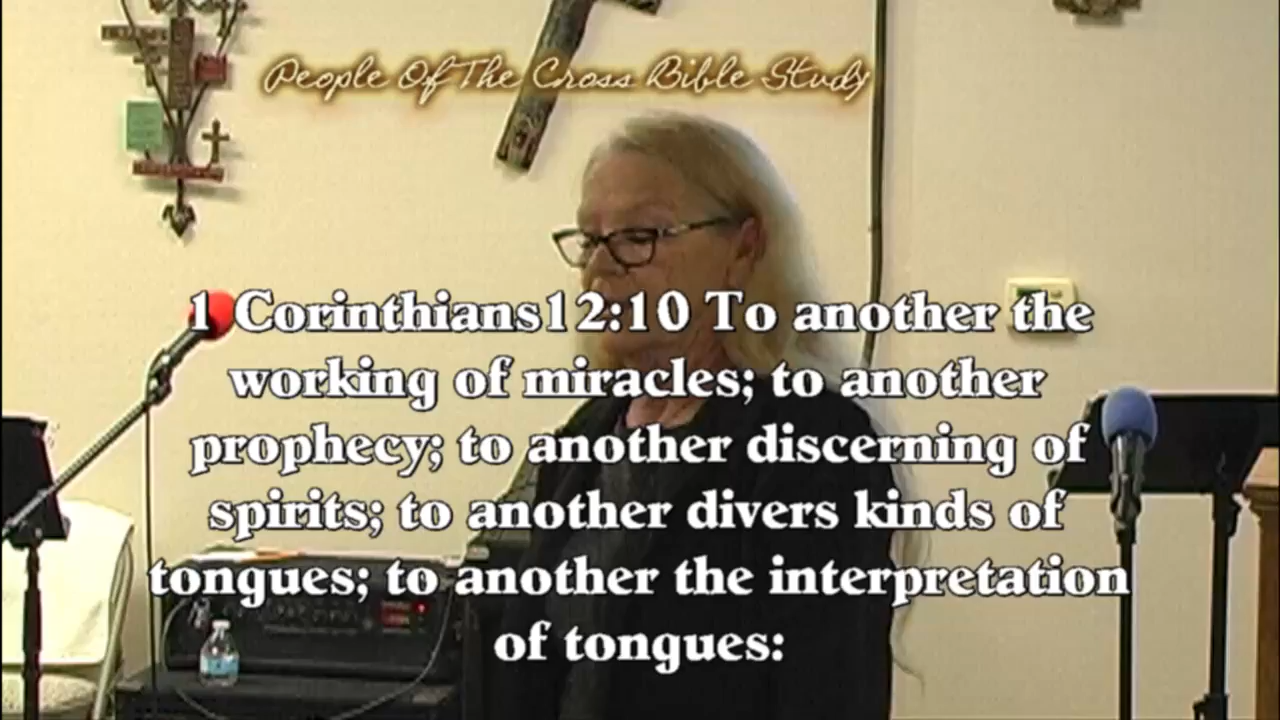 People Of The Cross Bible Study
1 Corinthians12:10 To another the
working of miracles; to another
prophecy; to another discerning of
spirits; to another divers kinds of
tongues; to another the interpretation
of tongues: